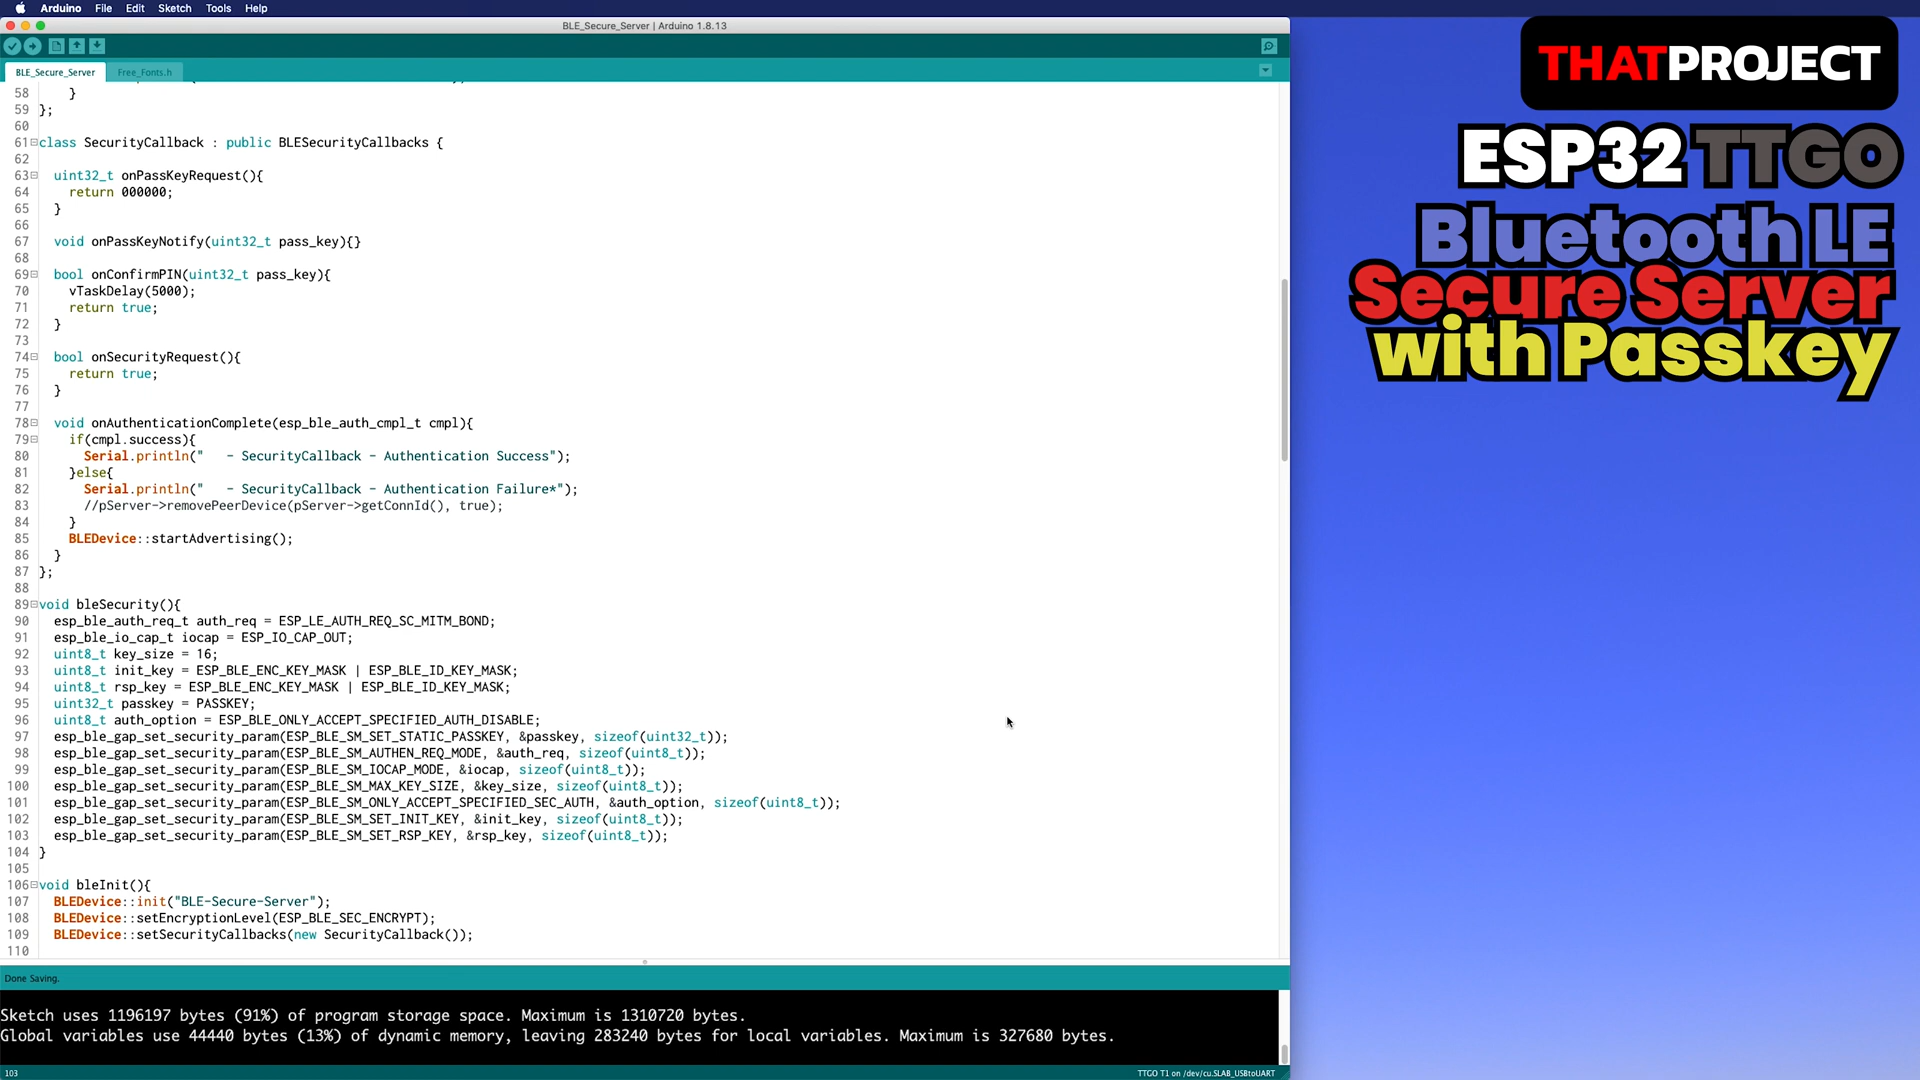 Arduino File Edit Sketch Tools Help
BLE_Secure_Server | Arduino 1.8.13
BLE_Secure_Server Free_Fonts.h
58 }
59 };
60
61 class SecurityCallback : public BLESecurityCallbacks {
62
63 uint32_t onPassKeyRequest(){
64 return 000000;
65 }
66
67 void onPassKeyNotify(uint32_t pass_key){}
68
69 bool onConfirmPIN(uint32_t pass_key){
70 vTaskDelay(5000);
71 return true;
72 }
73
74 bool onSecurityRequest(){
75 return true;
76 }
77
78 void onAuthenticationComplete(esp_ble_auth_cmpl_t cmpl){
79 if(cmpl.success){
80 Serial.println("   - SecurityCallback - Authentication Success");
81 }else{
82 Serial.println("   - SecurityCallback - Authentication Failure*");
83 //pServer->removePeerDevice(pServer->getConnId(), true);
84 }
85 BLEDevice::startAdvertising();
86 }
87 };
88
89 void bleSecurity(){
90 esp_ble_auth_req_t auth_req = ESP_LE_AUTH_REQ_SC_MITM_BOND;
91 esp_ble_io_cap_t iocap = ESP_IO_CAP_OUT;
92 uint8_t key_size = 16;
93 uint8_t init_key = ESP_BLE_ENC_KEY_MASK | ESP_BLE_ID_KEY_MASK;
94 uint8_t rsp_key = ESP_BLE_ENC_KEY_MASK | ESP_BLE_ID_KEY_MASK;
95 uint32_t passkey = PASSKEY;
96 uint8_t auth_option = ESP_BLE_ONLY_ACCEPT_SPECIFIED_AUTH_DISABLE;
97 esp_ble_gap_set_security_param(ESP_BLE_SM_SET_STATIC_PASSKEY, &passkey, sizeof(uint32_t));
98 esp_ble_gap_set_security_param(ESP_BLE_SM_AUTHEN_REQ_MODE, &auth_req, sizeof(uint8_t));
99 esp_ble_gap_set_security_param(ESP_BLE_SM_IOCAP_MODE, &iocap, sizeof(uint8_t));
100 esp_ble_gap_set_security_param(ESP_BLE_SM_MAX_KEY_SIZE, &key_size, sizeof(uint8_t));
101 esp_ble_gap_set_security_param(ESP_BLE_SM_ONLY_ACCEPT_SPECIFIED_SEC_AUTH, &auth_option, sizeof(uint8_t));
102 esp_ble_gap_set_security_param(ESP_BLE_SM_SET_INIT_KEY, &init_key, sizeof(uint8_t));
103 esp_ble_gap_set_security_param(ESP_BLE_SM_SET_RSP_KEY, &rsp_key, sizeof(uint8_t));
104 }
105
106 void bleInit(){
107 BLEDevice::init("BLE-Secure-Server");
108 BLEDevice::setEncryptionLevel(ESP_BLE_SEC_ENCRYPT);
109 BLEDevice::setSecurityCallbacks(new SecurityCallback());
110
Done Saving.
Sketch uses 1196197 bytes (91%) of program storage space. Maximum is 1310720 bytes.
Global variables use 44440 bytes (13%) of dynamic memory, leaving 283240 bytes for local variables. Maximum is 327680 bytes.
103 TTGO T1 on /dev/cu.SLAB_USBtoUART
THATPROJECT
ESP32 TTGO
Bluetooth LE
Secure Server
with Passkey